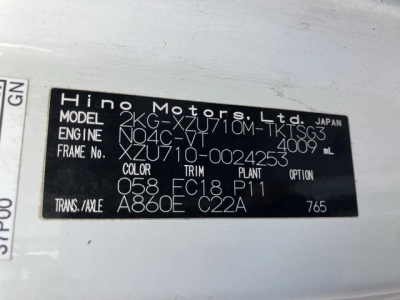 Hino Motors, Ltd. JAPAN
MODEL 2KG-XZU710M-TKTSG3
ENGINE N04C-VT 4009 mL
FRAME No. XZU710-0024253
COLOR TRIM PLANT OPTION
058 FC18 P11
TRANS./AXLE A860E C22A 765
GN
37P00